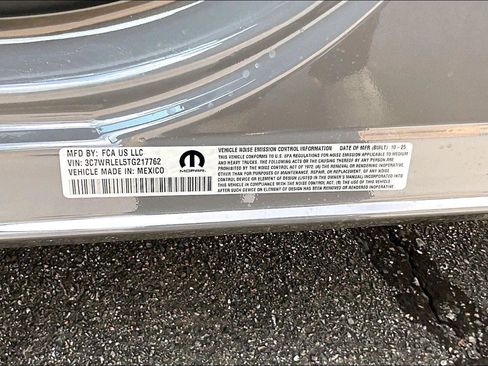 MFD BY: FCA US LLC
VIN: 3C7WRLEL5TG217762
VEHICLE MADE IN: MEXICO
MOPAR
VEHICLE NOISE EMISSION CONTROL INFORMATION DATE OF MFR (BUILT) 10 - 25
THIS VEHICLE CONFORMS TO U.S. EPA REGULATIONS FOR NOISE EMISSION APPLICABLE TO MEDIUM
AND HEAVY TRUCKS. THE FOLLOWING ACTS OR THE CAUSING THEREOF BY ANY PERSON
ARE PROHIBITED BY THE NOISE CONTROL ACT OF 1972. (A) THE REMOVAL OR RENDERING
INOPERATIVE, OTHER THAN FOR PURPOSES OF MAINTENANCE, REPAIR, OR REPLACEMENT, OF ANY NOISE
CONTROL DEVICE OR ELEMENT OF DESIGN (LISTED IN THE OWNER'S MANUAL) INCORPORATED INTO
THIS VEHICLE IN COMPLIANCE WITH THE NOISE CONTROL ACT. (B) THE USE OF THIS VEHICLE
AFTER SUCH DEVICE OR ELEMENT OF DESIGN HAS BEEN REMOVED OR RENDERED INOPERATIVE.